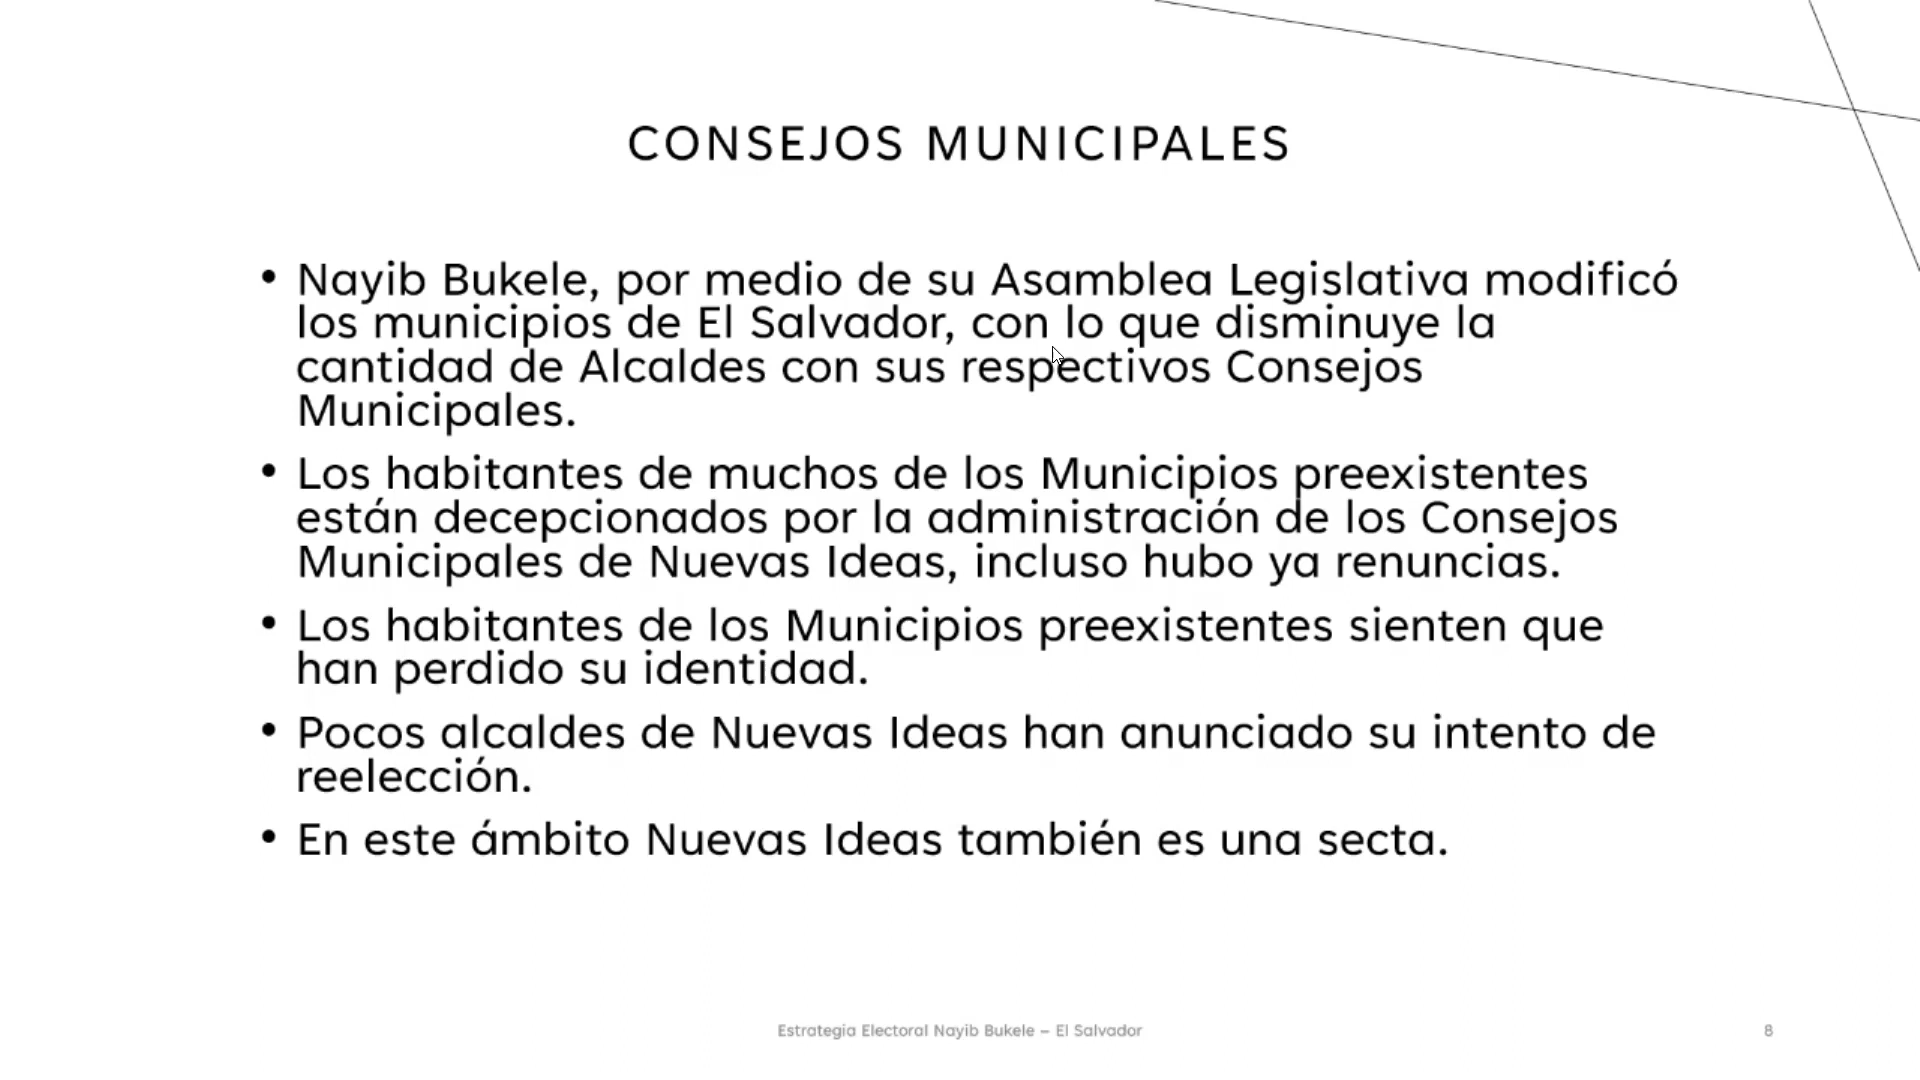 CONSEJOS MUNICIPALES
• Nayib Bukele, por medio de su Asamblea Legislativa modificó
los municipios de El Salvador, con lo que disminuye la
cantidad de Alcaldes con sus respectivos Consejos
Municipales.
• Los habitantes de muchos de los Municipios preexistentes
están decepcionados por la administración de los Consejos
Municipales de Nuevas Ideas, incluso hubo ya renuncias.
• Los habitantes de los Municipios preexistentes sienten que
han perdido su identidad.
• Pocos alcaldes de Nuevas Ideas han anunciado su intento de
reelección.
• En este ámbito Nuevas Ideas también es una secta.
Estrategia Electoral Nayib Bukele – El Salvador
8